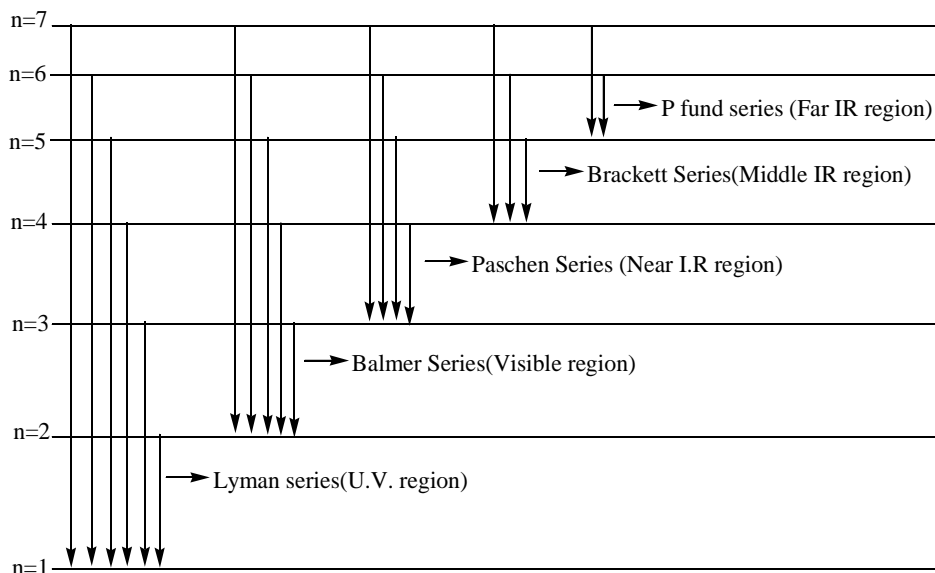 n=7
n=6
P fund series (Far IR region)
n=5
Brackett Series(Middle IR region)
n=4
Paschen Series (Near I.R region)
n=3
Balmer Series(Visible region)
n=2
Lyman series(U.V. region)
n=1